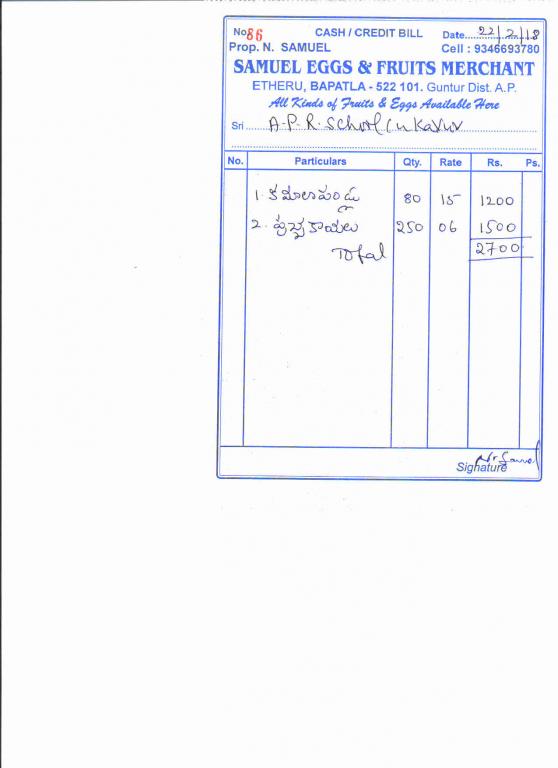 No 86 CASH / CREDIT BILL Date 22/2/18
Prop. N. SAMUEL Cell : 9346693780
SAMUEL EGGS & FRUITS MERCHANT
ETHERU, BAPATLA - 522 101. Guntur Dist. A.P.
All Kinds of Fruits & Eggs Available Here
Sri A.P.R. School
No. Particulars Qty. Rate Rs. Ps.
1. కమలాపండ్లు 80 15 1200
2. పుచ్చకాయలు 250 06 1500
Total 2700
Signature